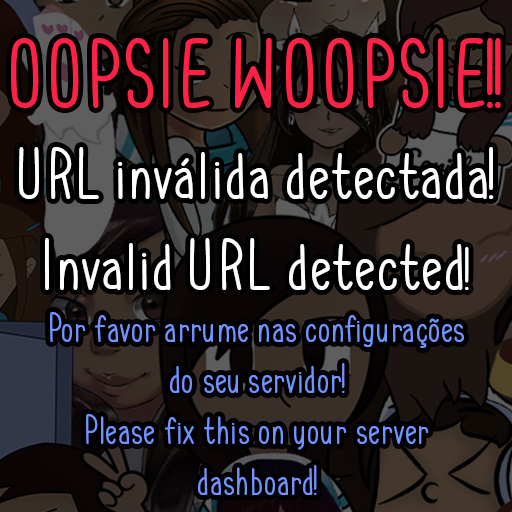 OOPSIE WOOPSIE!!
URL inválida detectada!
Invalid URL detected!
Por favor arrume nas configurações
do seu servidor!
Please fix this on your server
dashboard!